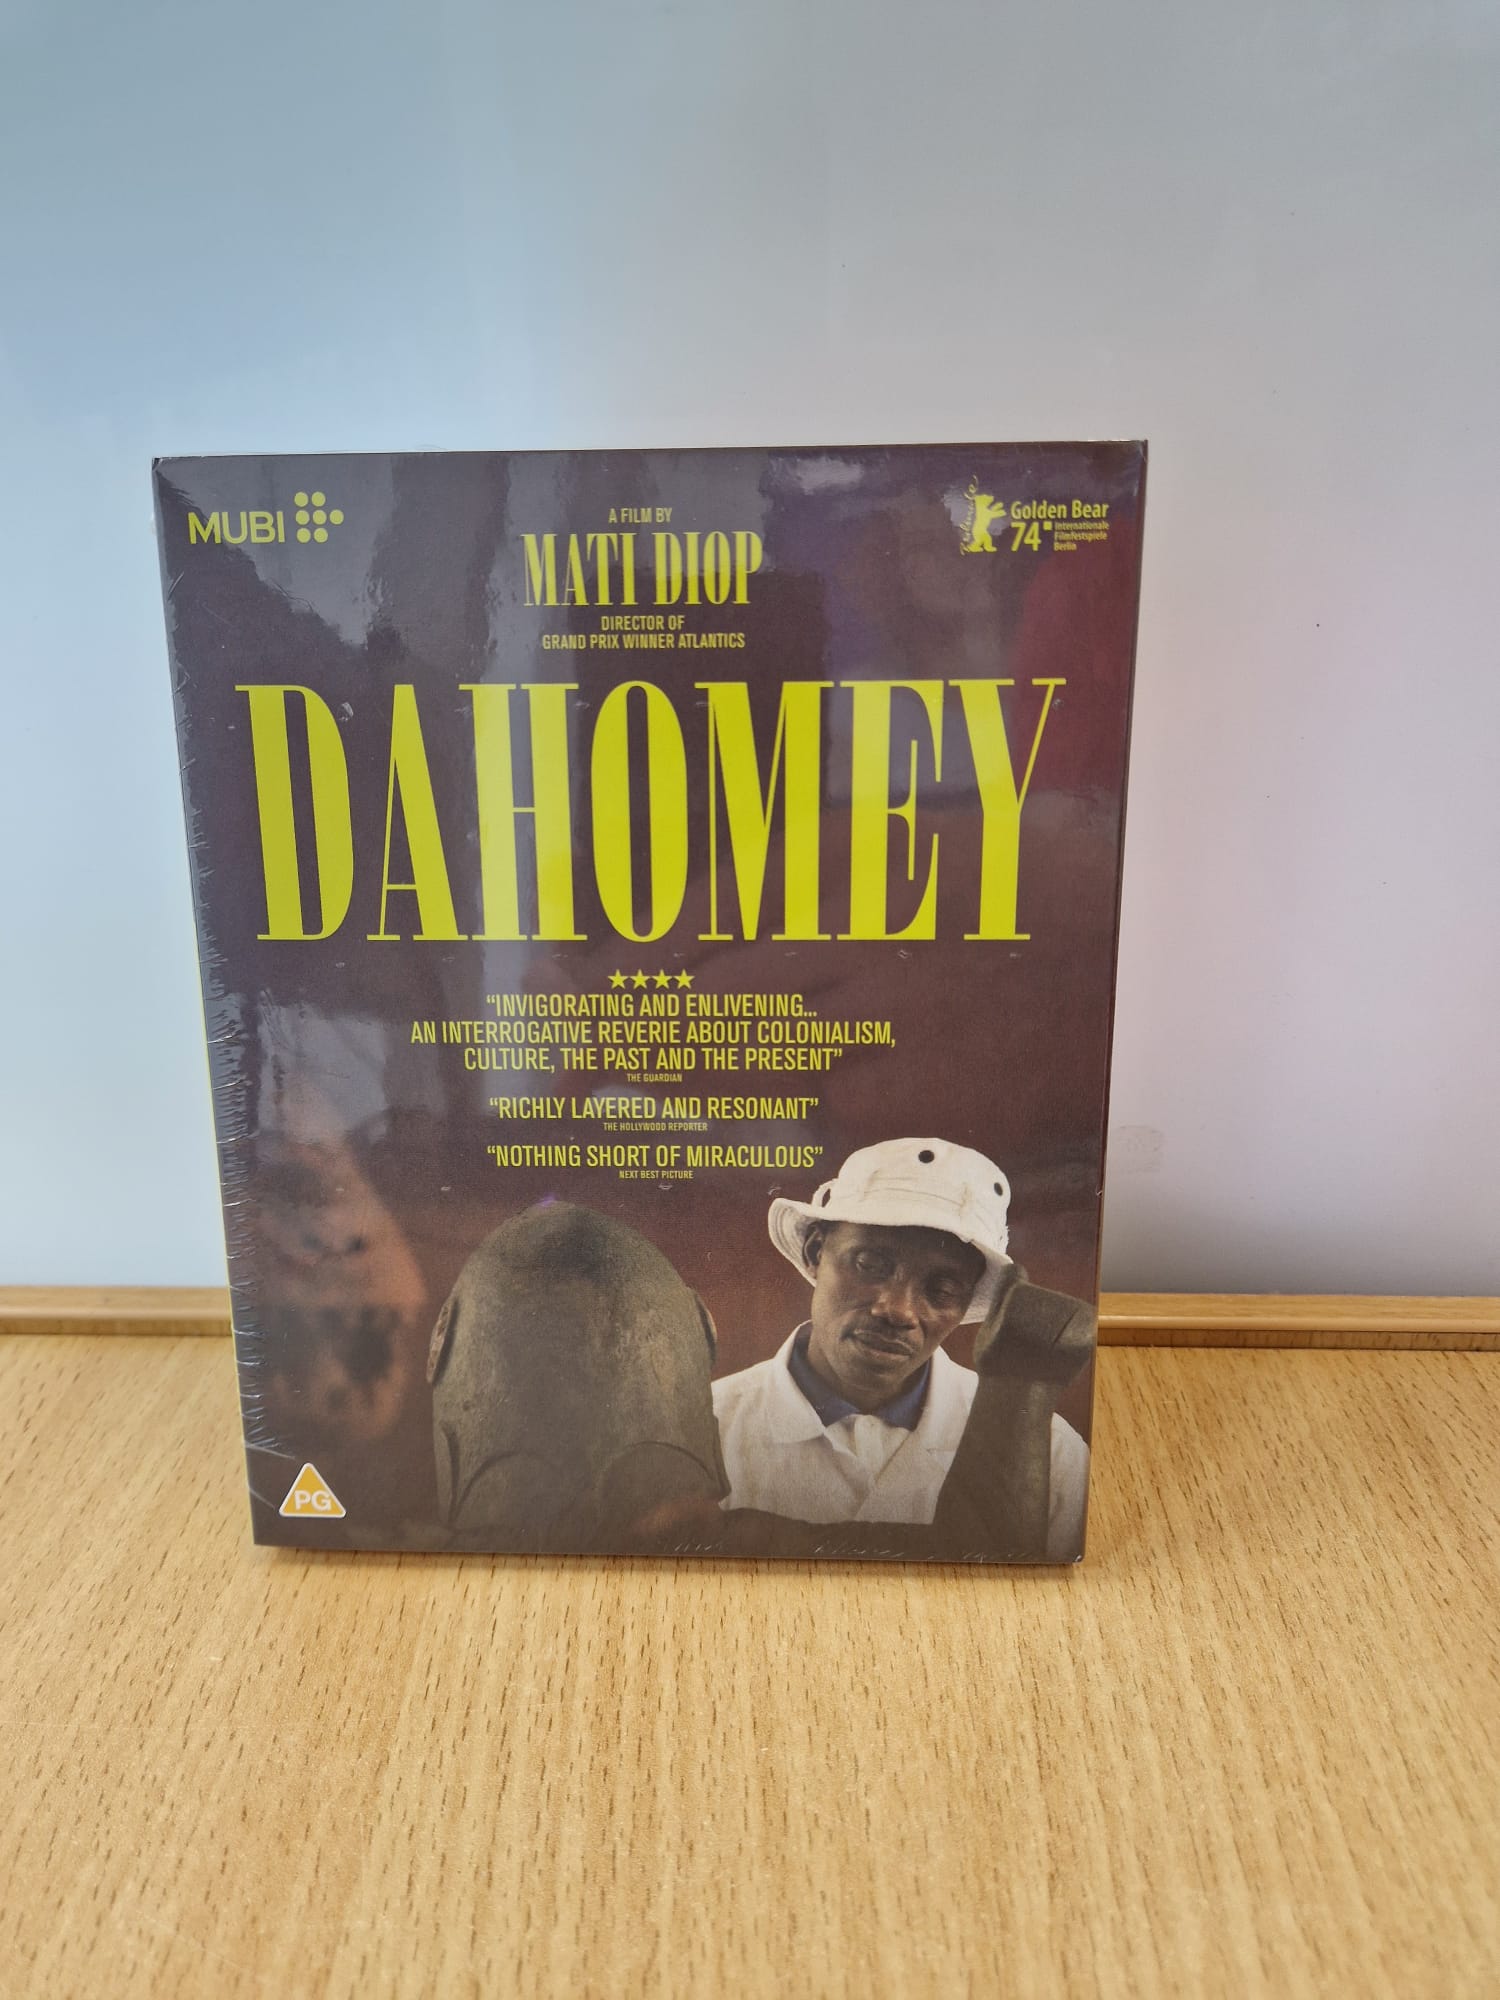 MUBI
A FILM BY
MATI DIOP
DIRECTOR OF
GRAND PRIX WINNER ATLANTICS
Berlinale
Golden Bear
74
Internationale
Filmfestspiele
Berlin
DAHOMEY
★★★★
“INVIGORATING AND ENLIVENING...
AN INTERROGATIVE REVERIE ABOUT COLONIALISM,
CULTURE, THE PAST AND THE PRESENT”
THE GUARDIAN
“RICHLY LAYERED AND RESONANT”
THE HOLLYWOOD REPORTER
“NOTHING SHORT OF MIRACULOUS”
NEXT BEST PICTURE
PG